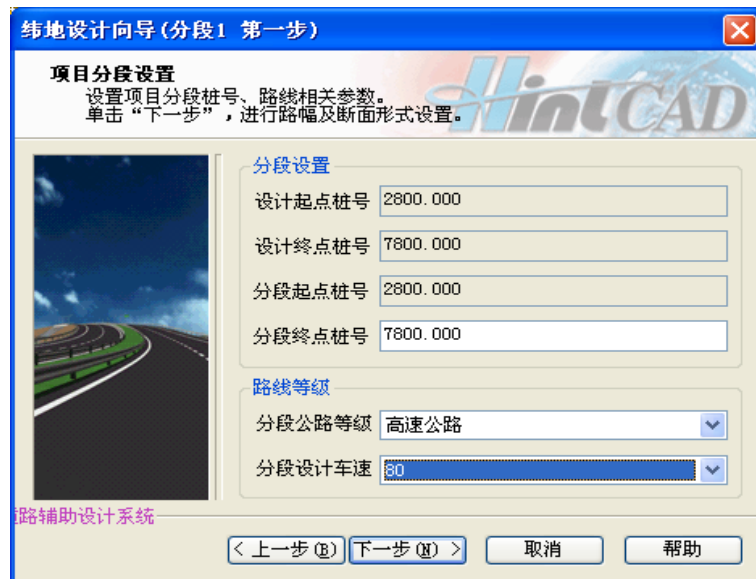 纬地设计向导(分段1 第一步)
项目分段设置
设置项目分段桩号、路线相关参数。
单击“下一步”，进行路幅及断面形式设置。
HintCAD
分段设置
设计起点桩号 2800.000
设计终点桩号 7800.000
分段起点桩号 2800.000
分段终点桩号 7800.000
路线等级
分段公路等级 高速公路
分段设计车速 80
路辅助设计系统
< 上一步(B) 下一步(N) > 取消 帮助